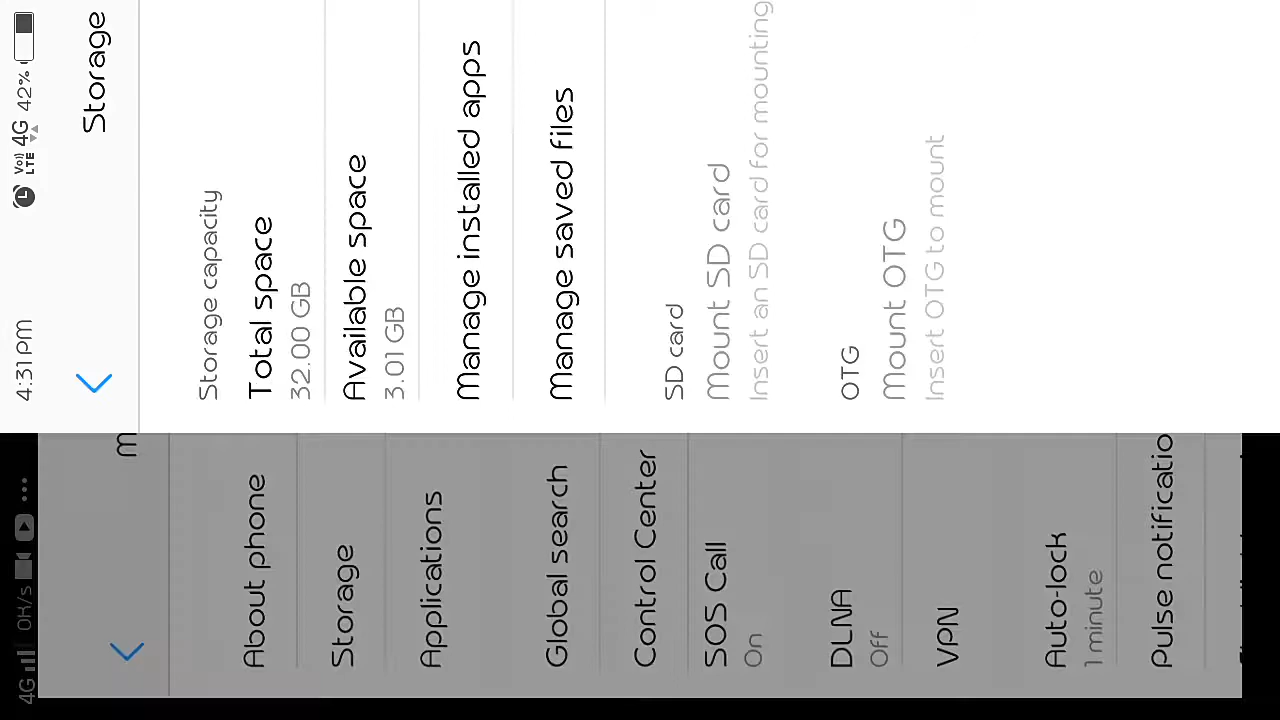 4G 0K/s ... 4:31 pm Vo)) LTE 4G 42%
Storage
Storage capacity
Total space
32.00 GB
Available space
3.01 GB
Manage installed apps
Manage saved files
SD card
Mount SD card
Insert an SD card for mounting
OTG
Mount OTG
Insert OTG to mount
About phone
Storage
Applications
Global search
Control Center
SOS Call
On
DLNA
Off
VPN
Auto-lock
1 minute
Pulse notificatio